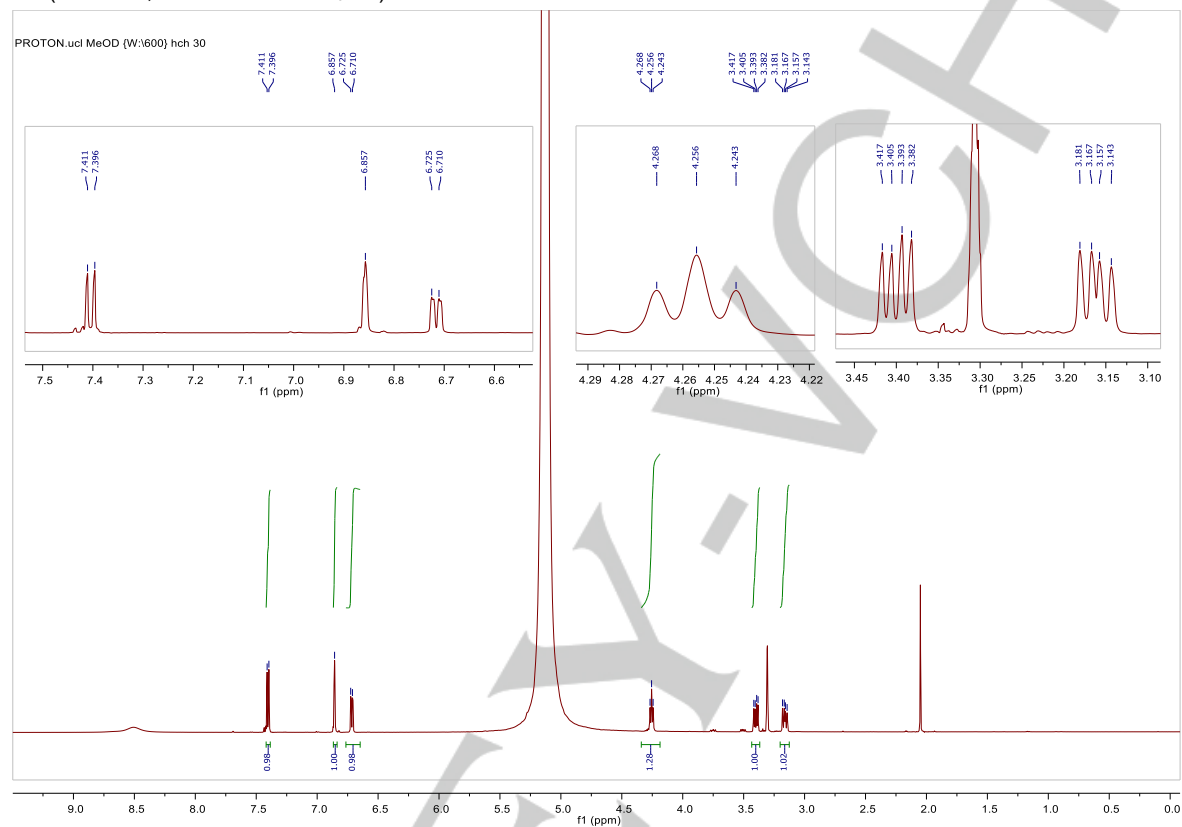 PROTON.ucl MeOD {W:\600} hch 30
7.411 7.396 6.857 6.725 6.710 4.268 4.256 4.243 3.417 3.405 3.393 3.382 3.181 3.167 3.157 3.143
7.411 7.396 6.857 6.725 6.710
4.268 4.256 4.243
3.417 3.405 3.393 3.382 3.181 3.167 3.157 3.143
7.5 7.4 7.3 7.2 7.1 7.0 6.9 6.8 6.7 6.6
f1 (ppm)
4.29 4.28 4.27 4.26 4.25 4.24 4.23 4.22
f1 (ppm)
3.45 3.40 3.35 3.30 3.25 3.20 3.15 3.10
f1 (ppm)
0.98 1.00 0.98 1.28 1.00 1.02
9.0 8.5 8.0 7.5 7.0 6.5 6.0 5.5 5.0 4.5 4.0 3.5 3.0 2.5 2.0 1.5 1.0 0.5 0.0
f1 (ppm)
Y-VCH